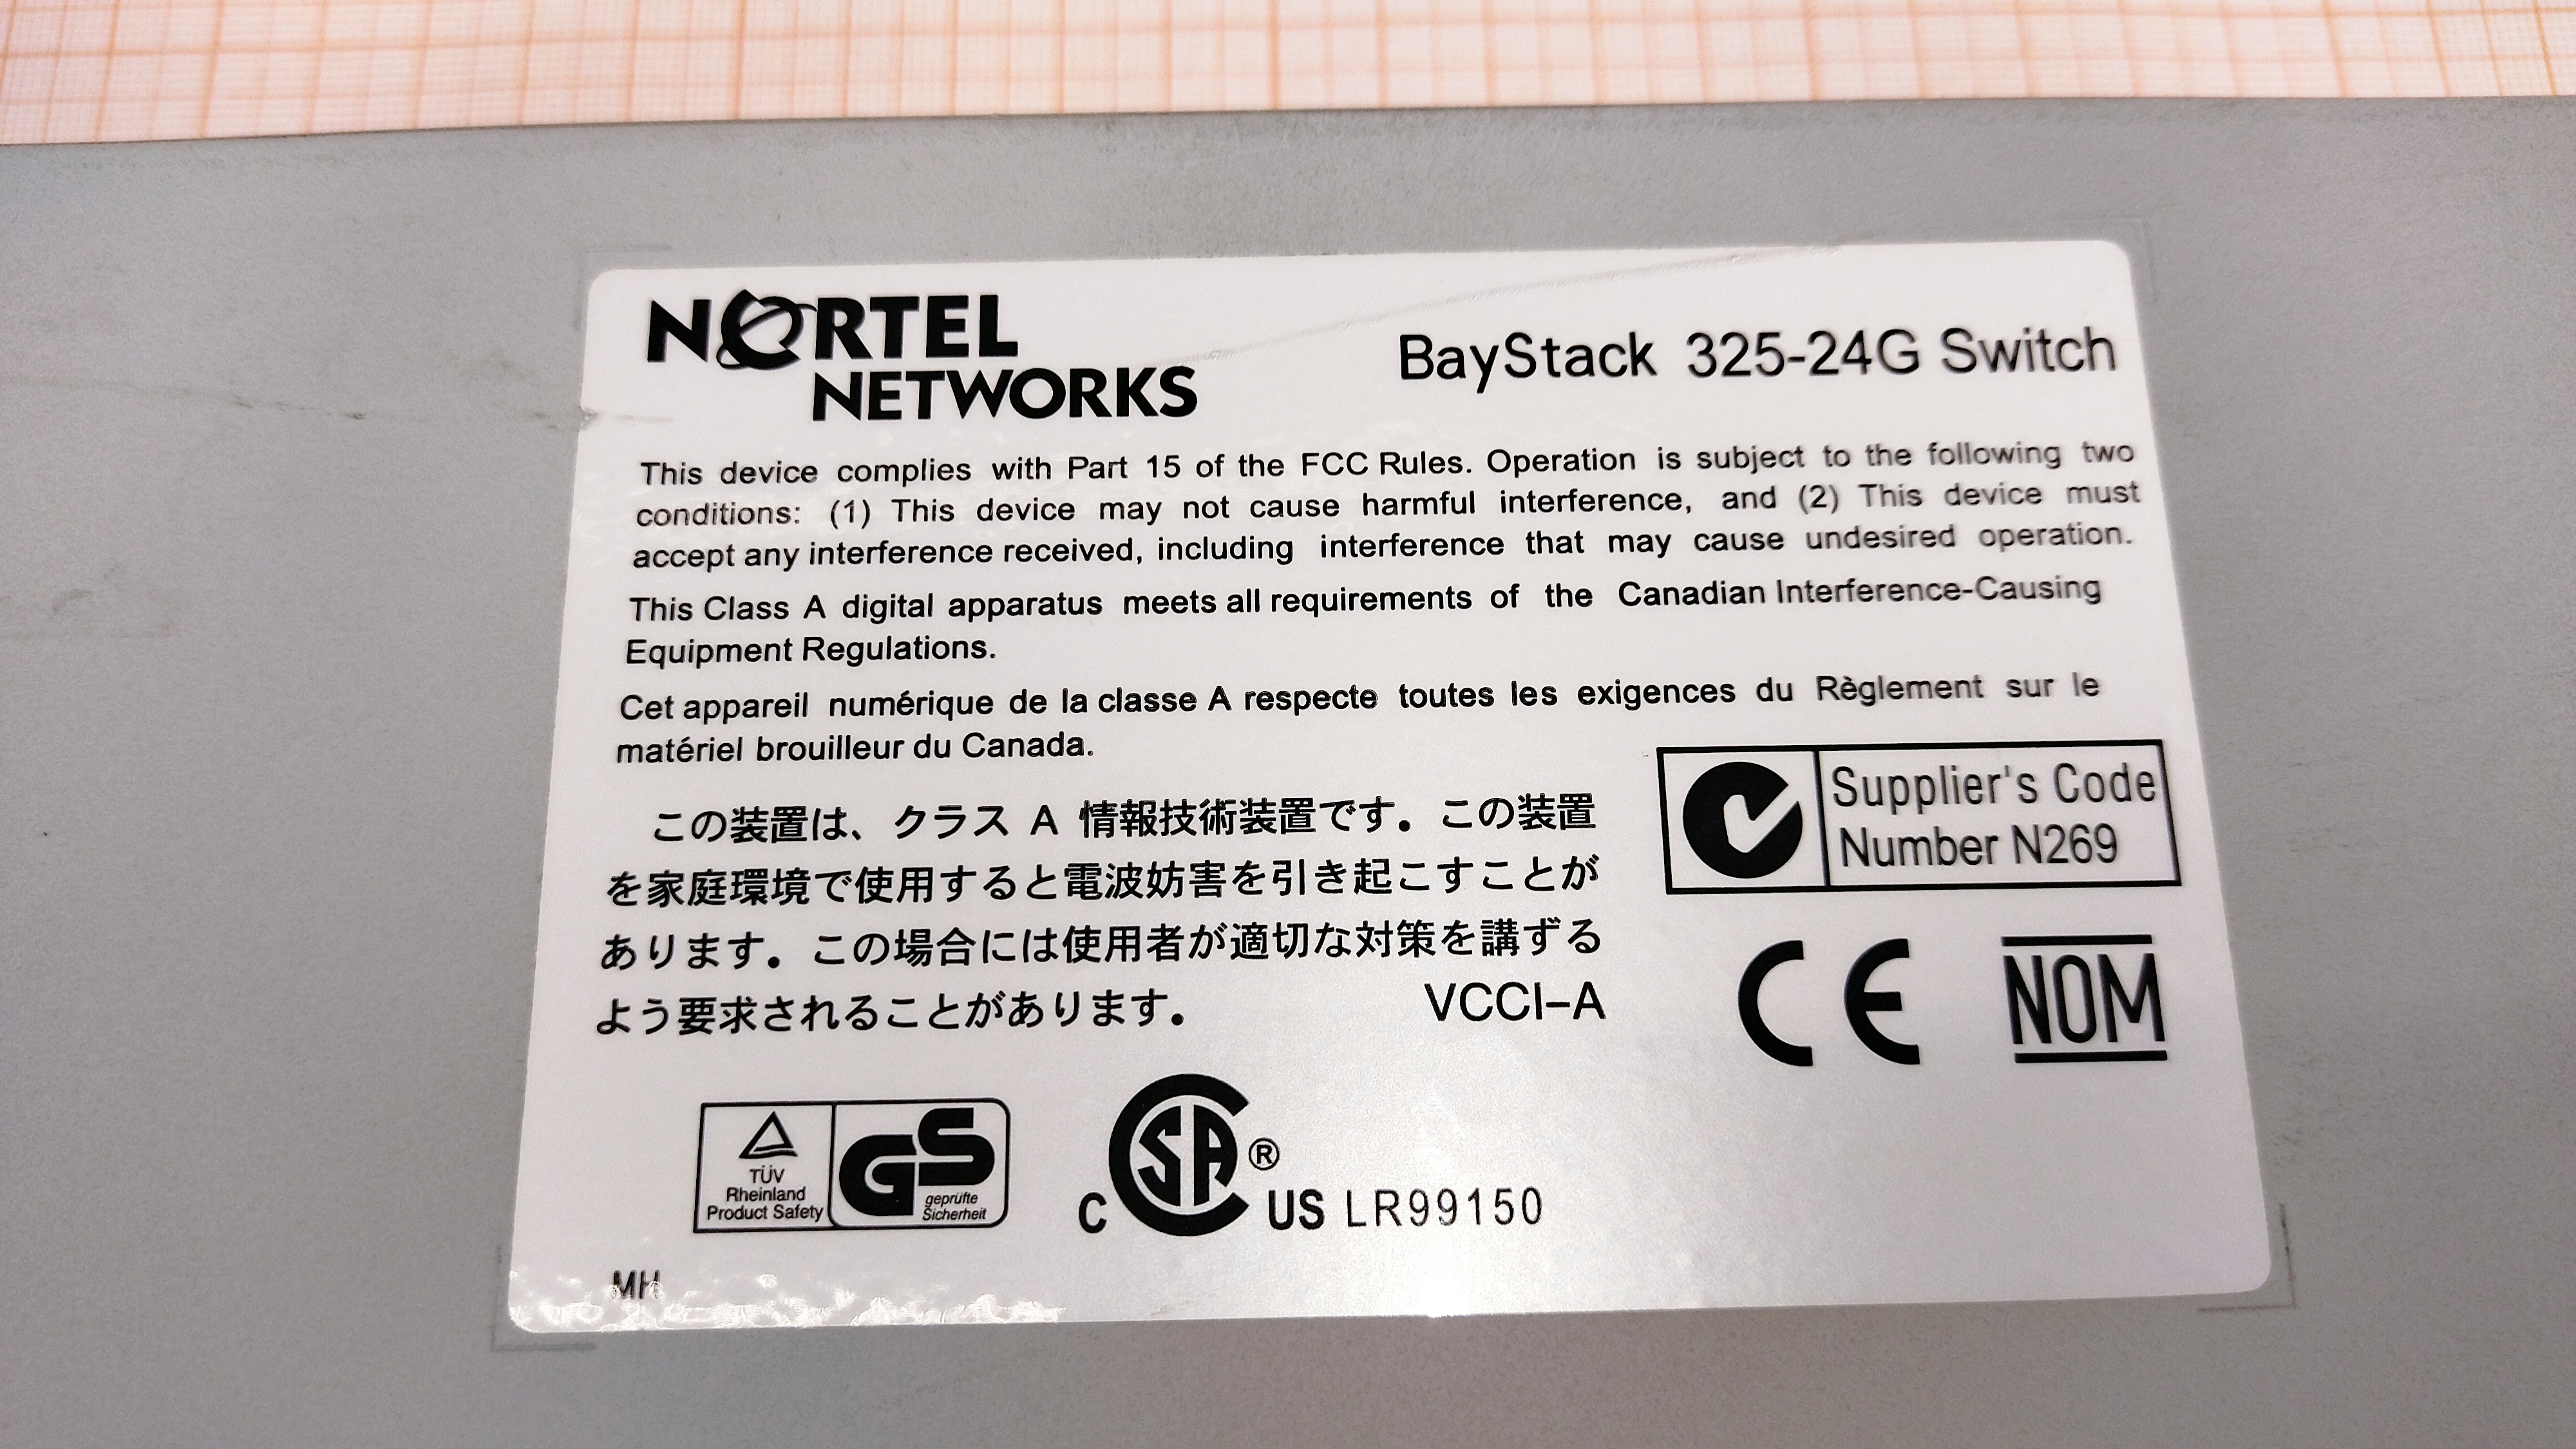 NORTEL
NETWORKS
BayStack 325-24G Switch
This device complies with Part 15 of the FCC Rules. Operation is subject to the following two
conditions: (1) This device may not cause harmful interference, and (2) This device must
accept any interference received, including interference that may cause undesired operation.
This Class A digital apparatus meets all requirements of the Canadian Interference-Causing
Equipment Regulations.
Cet appareil numérique de la classe A respecte toutes les exigences du Règlement sur le
matériel brouilleur du Canada.
この装置は、クラス A 情報技術装置です。この装置
を家庭環境で使用すると電波妨害を引き起こすことが
あります。この場合には使用者が適切な対策を講ずる
よう要求されることがあります。 VCCI-A
Supplier's Code
Number N269
CE NOM
TÜV
Rheinland
Product Safety
GS
geprüfte
Sicherheit
C SA ® US LR99150
MH